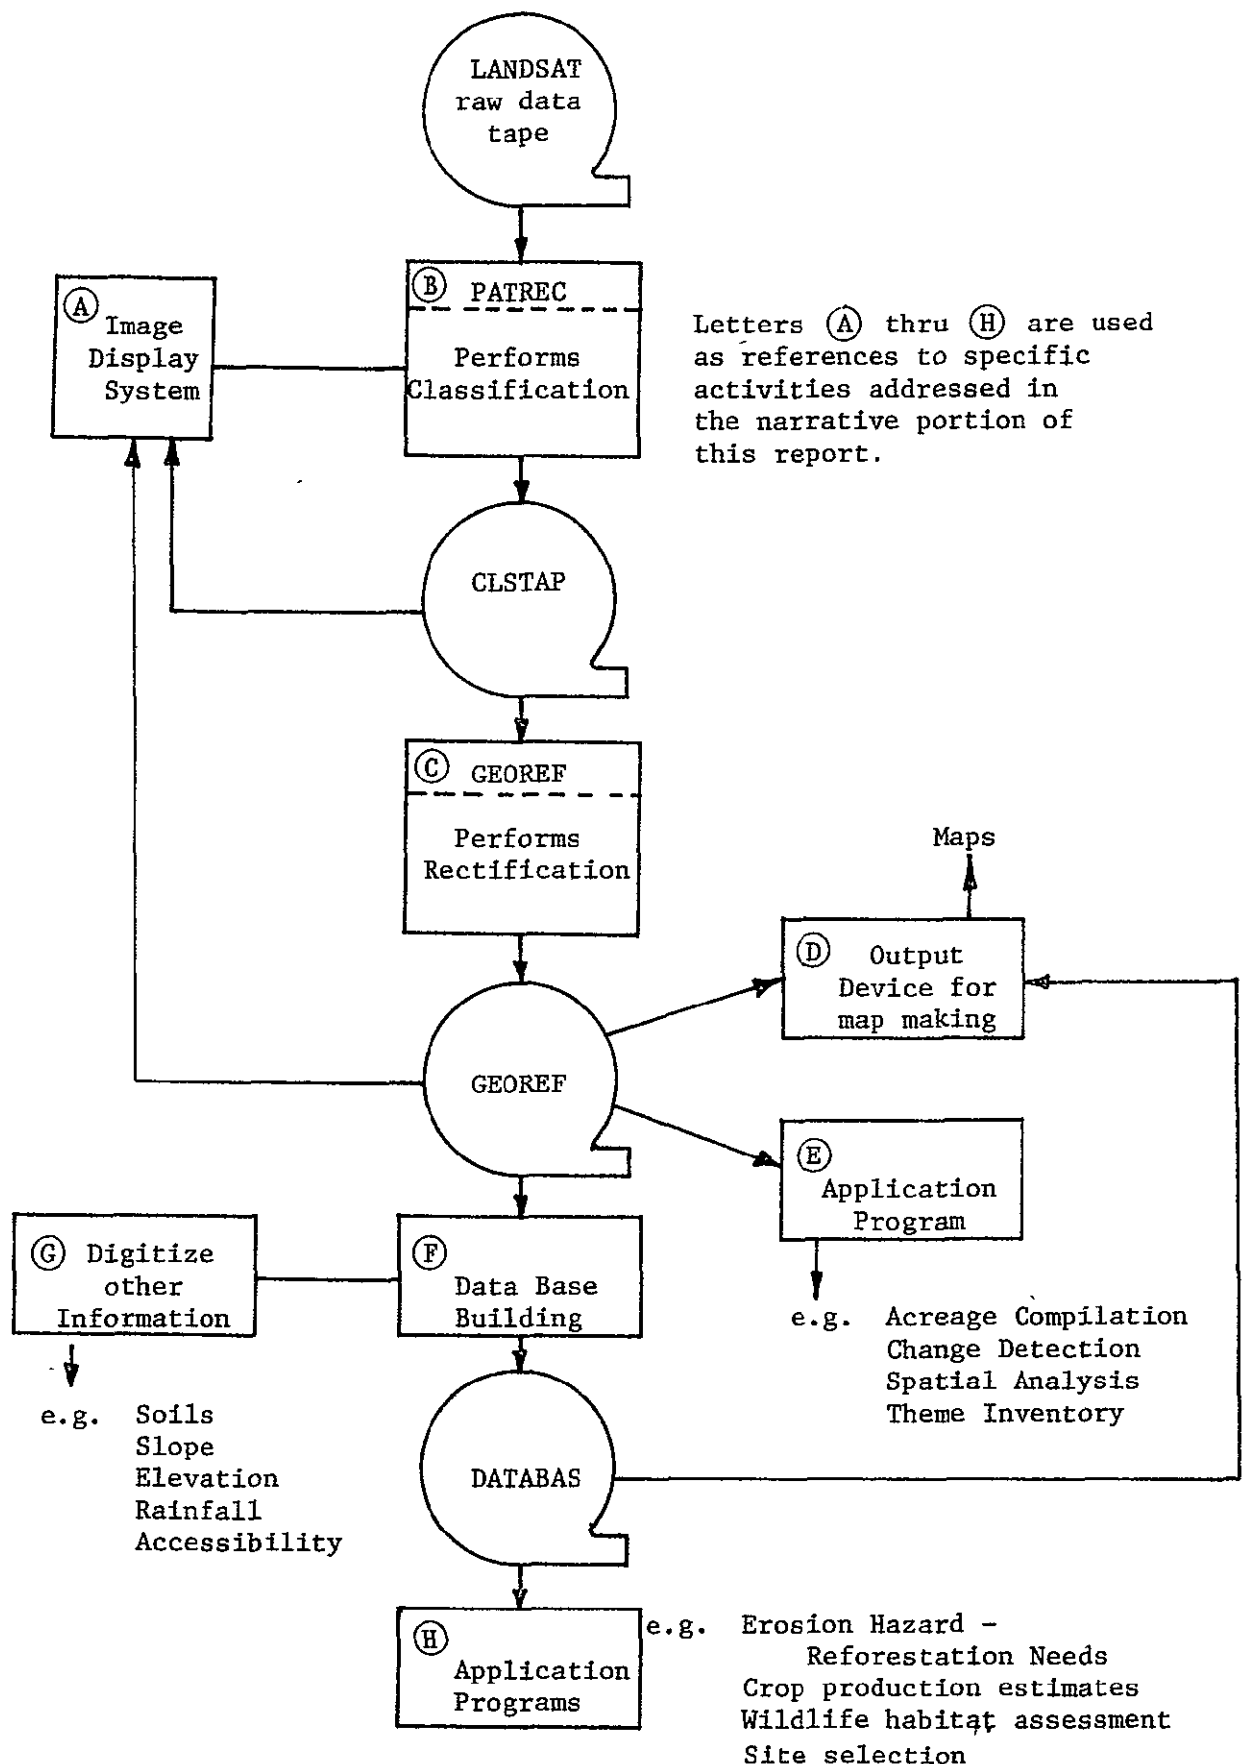 LANDSAT
raw data
tape
Ⓐ
Image
Display
System
Ⓑ PATREC
Performs
Classification
Letters Ⓐ thru Ⓗ are used
as references to specific
activities addressed in
the narrative portion of
this report.
CLSTAP
Ⓒ GEOREF
Performs
Rectification
Maps
Ⓓ Output
Device for
map making
GEOREF
Ⓔ
Application
Program
e.g. Acreage Compilation
Change Detection
Spatial Analysis
Theme Inventory
Ⓖ Digitize
other
Information
Ⓕ
Data Base
Building
e.g. Soils
Slope
Elevation
Rainfall
Accessibility
DATABAS
Ⓗ
Application
Programs
e.g. Erosion Hazard -
Reforestation Needs
Crop production estimates
Wildlife habitat assessment
Site selection